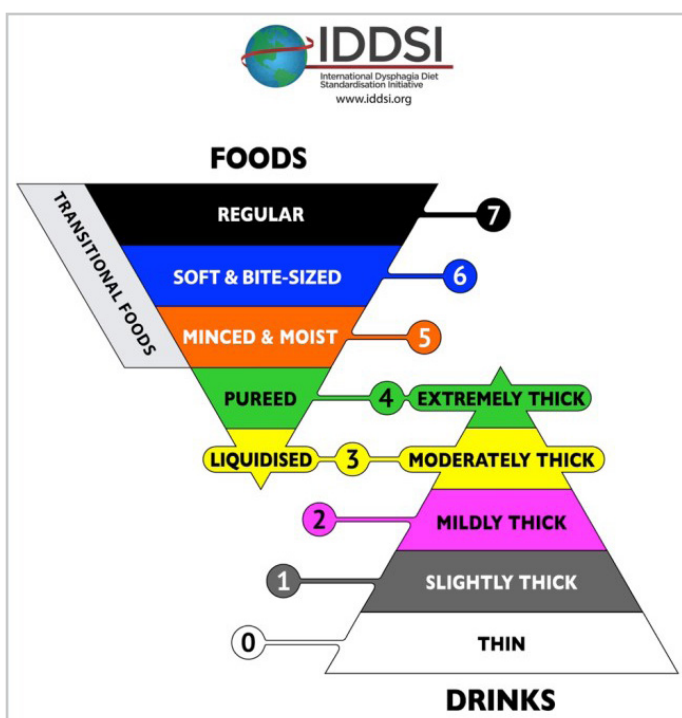 IDDSI
International Dysphagia Diet
Standardisation Initiative
www.iddsi.org
FOODS
TRANSITIONAL FOODS
REGULAR
7
SOFT & BITE-SIZED
6
MINCED & MOIST
5
PUREED
4
EXTREMELY THICK
LIQUIDISED
3
MODERATELY THICK
2
MILDLY THICK
1
SLIGHTLY THICK
0
THIN
DRINKS